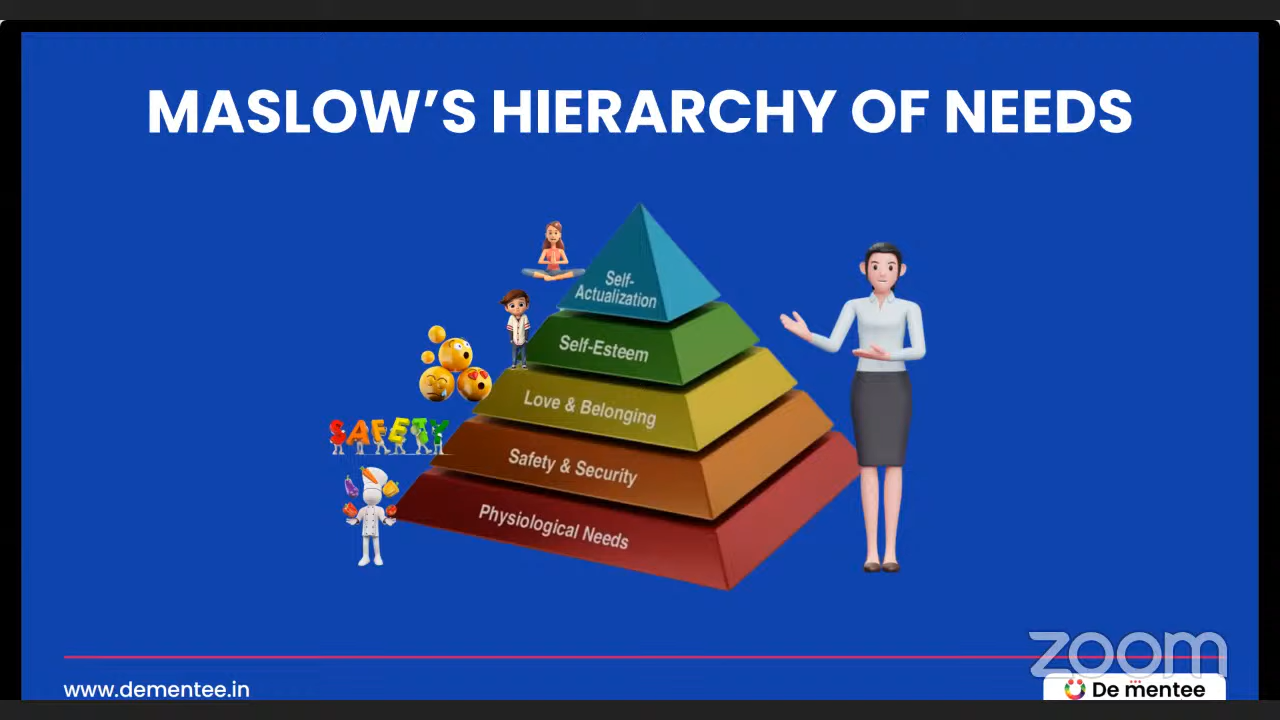 MASLOW’S HIERARCHY OF NEEDS
Self-
Actualization
Self-Esteem
Love & Belonging
SAFETY
Safety & Security
Physiological Needs
zoom
www.dementee.in
De mentee